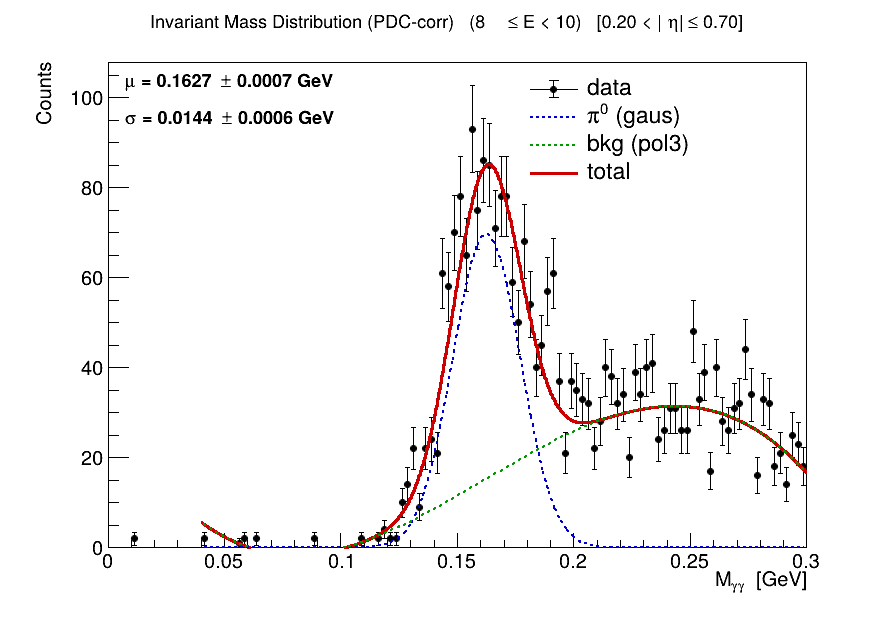 Invariant Mass Distribution (PDC-corr) (8 ≤ E < 10) [0.20 < | η| ≤ 0.70]
Counts
μ = 0.1627 ± 0.0007 GeV
σ = 0.0144 ± 0.0006 GeV
data
π⁰ (gaus)
bkg (pol3)
total
100
80
60
40
20
0
0 0.05 0.1 0.15 0.2 0.25 0.3
Mγγ [GeV]